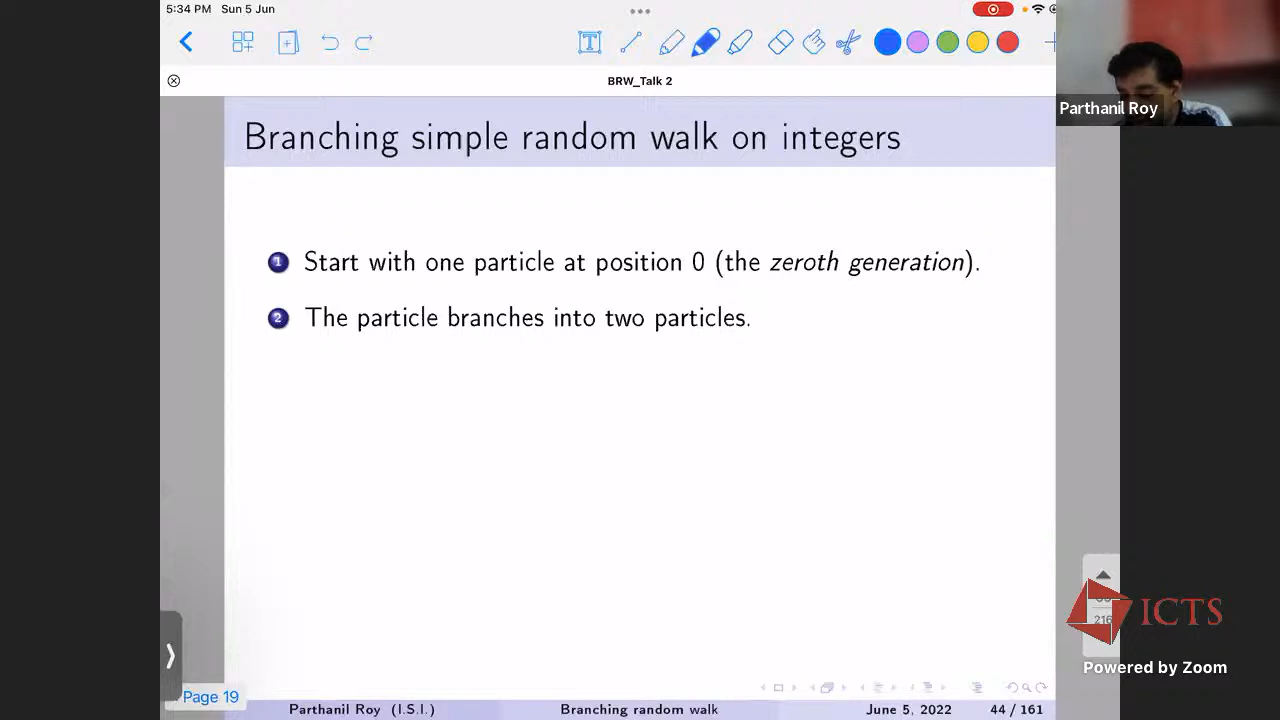 5:34 PM Sun 5 Jun
BRW_Talk 2
Parthanil Roy
Branching simple random walk on integers
1 Start with one particle at position 0 (the zeroth generation).
2 The particle branches into two particles.
216
ICTS
Powered by Zoom
Page 19
Parthanil Roy (I.S.I.) Branching random walk June 5, 2022 44 / 161